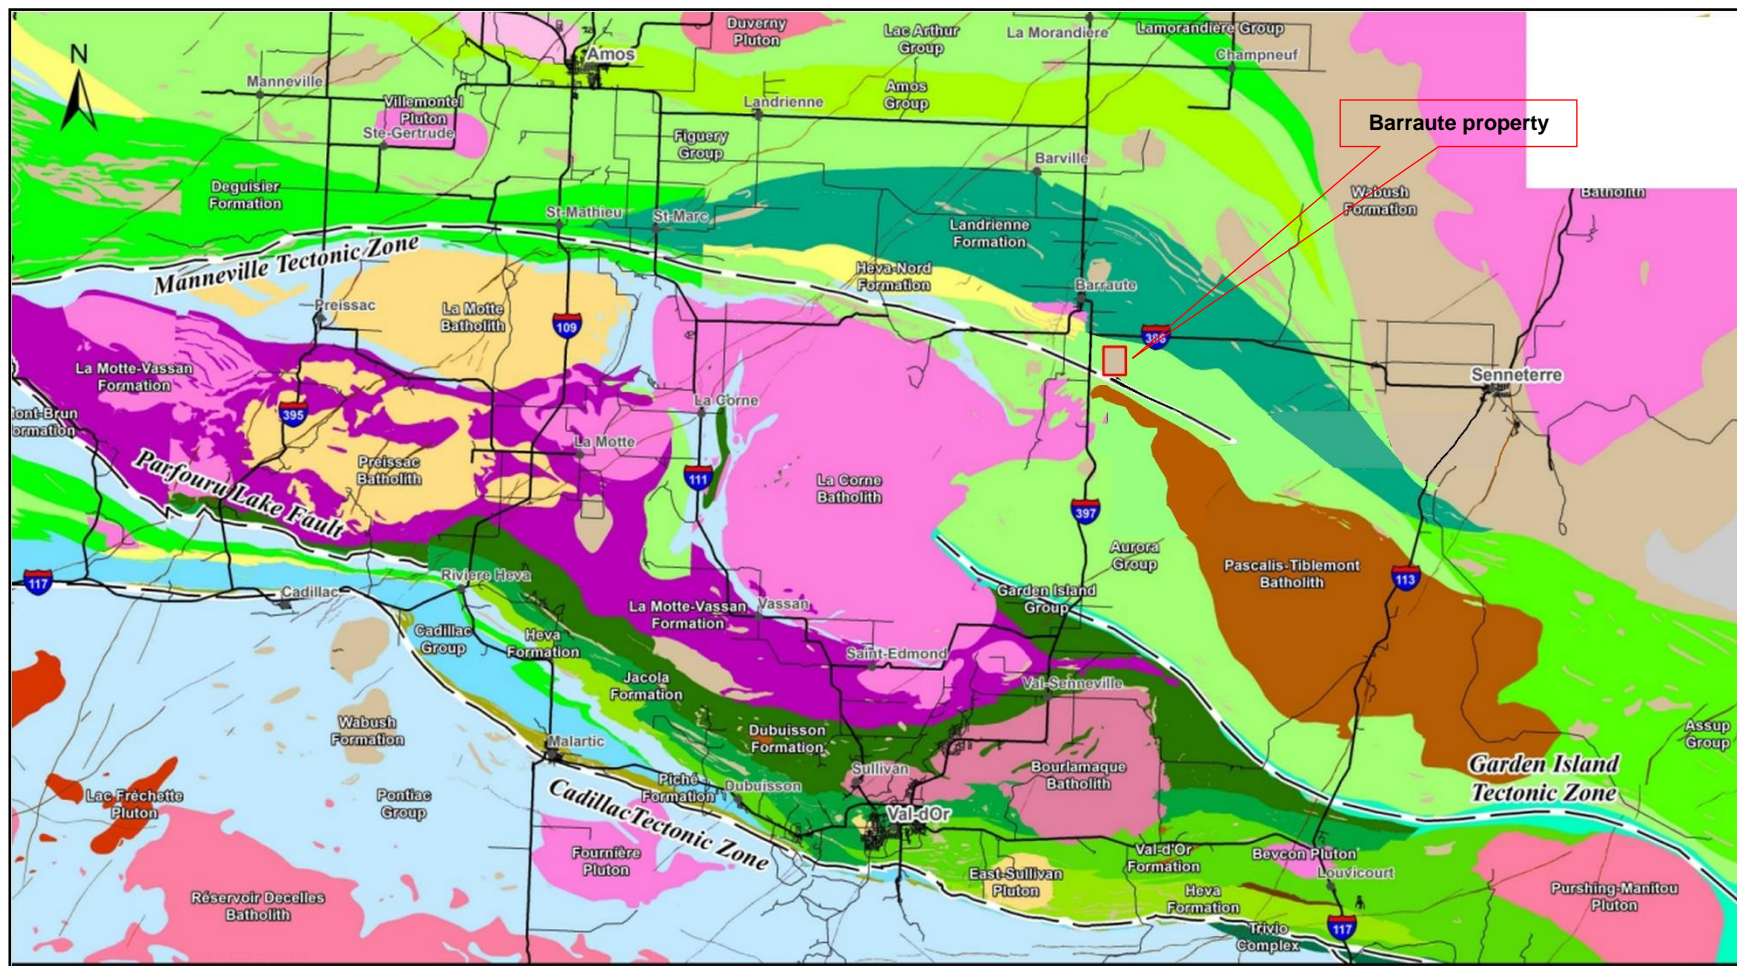 N
Duverny
Pluton
Lac Arthur
Group
La Morandière
Lamorandière Group
Amos
Champneuf
Manneville
Amos
Group
Villemontel
Pluton
Landrienne
Barraute property
Ste-Gertrude
Figuery
Group
Barville
Deguisier
Formation
Wabush
Formation
Batholith
St-Mathieu
St-Marc
Landrienne
Formation
Manneville Tectonic Zone
Heva-Nord
Formation
Barraute
Preissac
La Motte
Batholith
109
386
La Motte-Vassan
Formation
Senneterre
395
La Corne
ont-Brun
ormation
La Motte
Preissac
Batholith
Parfouru Lake Fault
111
La Corne
Batholith
397
Aurora
Group
Pascalis-Tiblemont
Batholith
117
Riviere Heva
113
Cadillac
Garden Island
Group
La Motte-Vassan
Formation
Vassan
Cadillac
Group
Heva
Formation
Saint-Edmond
Jacola
Formation
Val-Senneville
Wabush
Formation
Dubuisson
Formation
Assup
Group
Malartic
Sullivan
Bourlamaque
Batholith
Garden Island
Tectonic Zone
Lac Fréchette
Pluton
Pontiac
Group
Piché
Formation
Dubuisson
Cadillac Tectonic Zone
Val-d'Or
Fournière
Pluton
Val-d'Or
Formation
Bevcon Pluton
East-Sullivan
Pluton
Louvicourt
Réservoir Decelles
Batholith
Heva
Formation
Purshing-Manitou
Pluton
Trivio
Complex
117